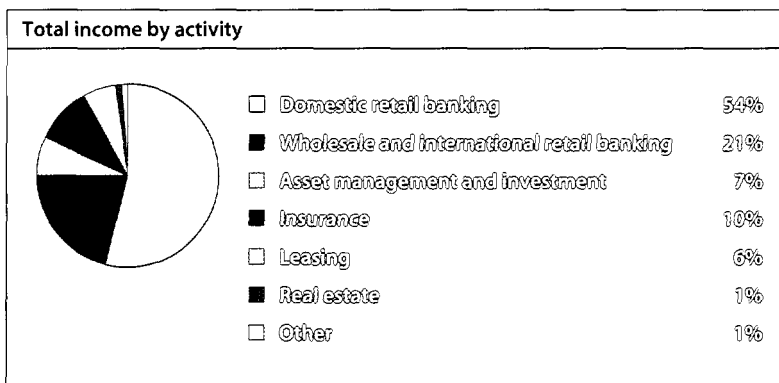 Total income by activity
Domestic retail banking 54%
Wholesale and international retail banking 21%
Asset management and investment 7%
Insurance 10%
Leasing 6%
Real estate 1%
Other 1%